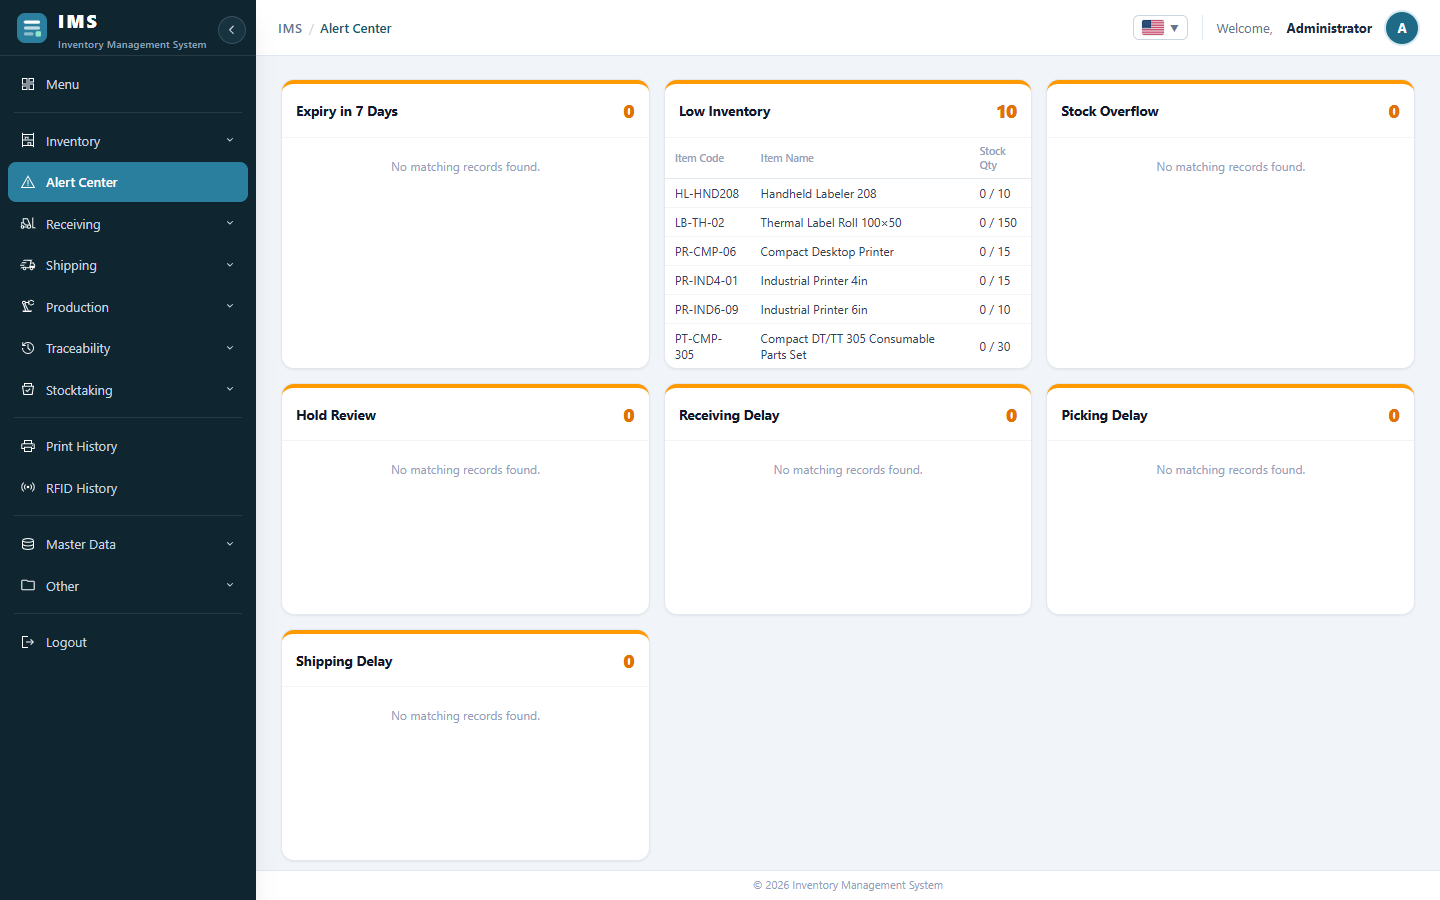 IMS
Inventory Management System
IMS / Alert Center
Welcome, Administrator
A
Menu
Inventory
Alert Center
Receiving
Shipping
Production
Traceability
Stocktaking
Print History
RFID History
Master Data
Other
Logout
Expiry in 7 Days 0
No matching records found.
Low Inventory 10
Item Code Item Name Stock
Qty
HL-HND208 Handheld Labeler 208 0 / 10
LB-TH-02 Thermal Label Roll 100×50 0 / 150
PR-CMP-06 Compact Desktop Printer 0 / 15
PR-IND4-01 Industrial Printer 4in 0 / 15
PR-IND6-09 Industrial Printer 6in 0 / 10
PT-CMP- Compact DT/TT 305 Consumable 0 / 30
305 Parts Set
Stock Overflow 0
No matching records found.
Hold Review 0
No matching records found.
Receiving Delay 0
No matching records found.
Picking Delay 0
No matching records found.
Shipping Delay 0
No matching records found.
© 2026 Inventory Management System